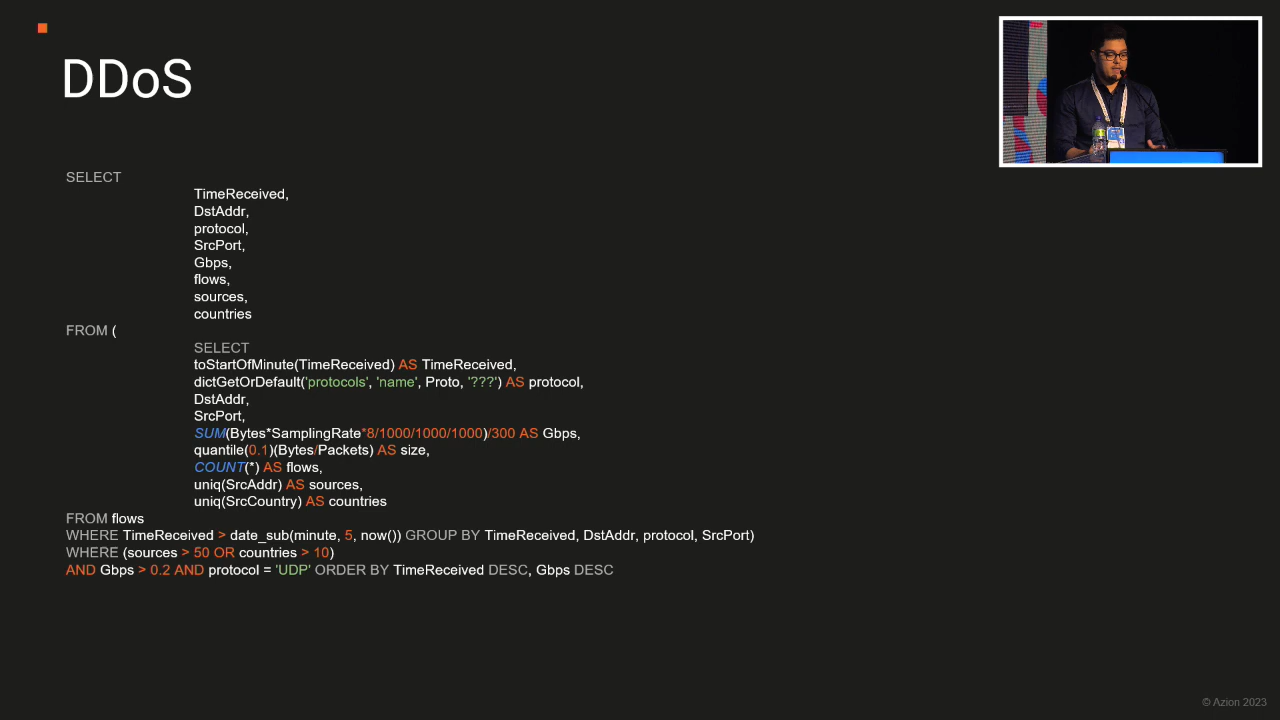 DDoS
SELECT
TimeReceived,
DstAddr,
protocol,
SrcPort,
Gbps,
flows,
sources,
countries
FROM (
SELECT
toStartOfMinute(TimeReceived) AS TimeReceived,
dictGetOrDefault('protocols', 'name', Proto, '???') AS protocol,
DstAddr,
SrcPort,
SUM(Bytes*SamplingRate*8/1000/1000/1000)/300 AS Gbps,
quantile(0.1)(Bytes/Packets) AS size,
COUNT(*) AS flows,
uniq(SrcAddr) AS sources,
uniq(SrcCountry) AS countries
FROM flows
WHERE TimeReceived > date_sub(minute, 5, now()) GROUP BY TimeReceived, DstAddr, protocol, SrcPort)
WHERE (sources > 50 OR countries > 10)
AND Gbps > 0.2 AND protocol = 'UDP' ORDER BY TimeReceived DESC, Gbps DESC
© Azion 2023